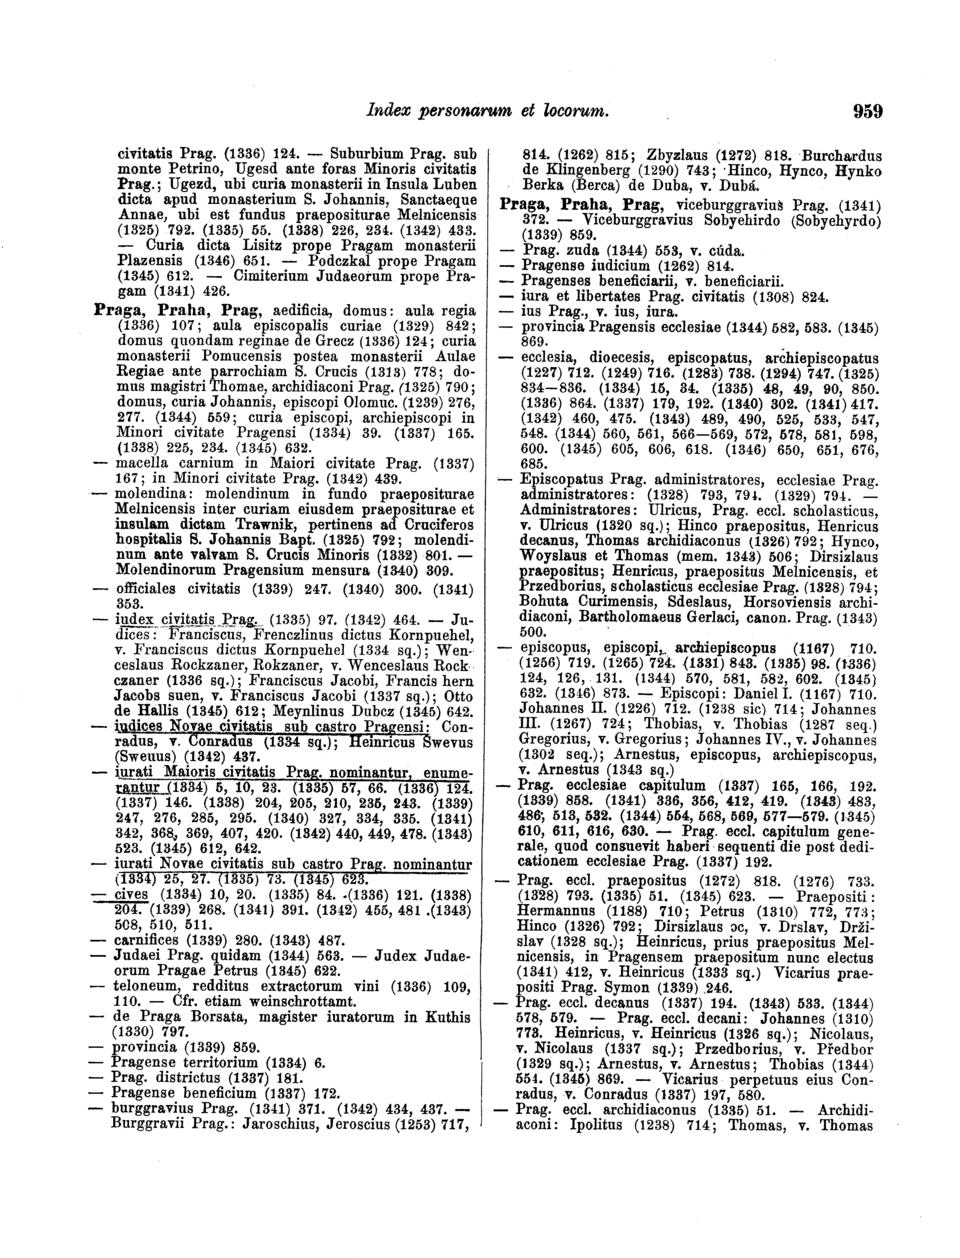 Index personarum et locorum.
959
civitatis Prag. (1336) 124. — Suburbium Prag. sub
monte Petrino, Ugesd ante foras Minoris civitatis
Prag.; Ugezd, ubi curia monasterii in Insula Luben
dicta apud monasterium S. Johannis, Sanctaeque
Annae, ubi est fundus praepositurae Melnicensis
(1325) 792. (1335) 55. (1338) 226, 234. (1342) 433.
— Curia dicta Lisitz prope Pragam monasterii
Plazensis (1346) 651. — Podczkal prope Pragam
(1345) 612. — Cimiterium Judaeorum prope Pra-
gam (1341) 426.
Praga, Praha, Prag, aedificia, domus: aula regia
(1336) 107; aula episcopalis curiae (1329) 842;
domus quondam reginae de Grecz (1336) 124; curia
monasterii Pomucensis postea monasterii Aulae
Regiae ante parrochiam S. Crucis (1313) 778; do-
mus magistri Thomae, archidiaconi Prag. (1325) 790;
domus, curia Johannis, episcopi Olomuc. (1239) 276,
277. (1344) 559; curia episcopi, archiepiscopi in
Minori civitate Pragensi (1334) 39. (1337) 165.
(1338) 225, 234. (1345) 632.
— macella carnium in Maiori civitate Prag. (1337)
167; in Minori civitate Prag. (1342) 439.
— molendina: molendinum in fundo praepositurae
Melnicensis inter curiam eiusdem praepositurae et
insulam dictam Trawnik, pertinens ad Cruciferos
hospitalis S. Johannis Bapt. (1325) 792; molendi-
num ante valvam S. Crucis Minoris (1332) 801. —
Molendinorum Pragensium mensura (1340) 309.
— officiales civitatis (1339) 247. (1340) 300. (1341)
353.
— iudex civitatis Prag. (1335) 97. (1342) 464. — Ju-
dices: Franciscus, Frenczlinus dictus Kornpuehel,
v. Franciscus dictus Kornpuehel (1334 sq.); Wen-
ceslaus Rockzaner, Rokzaner, v. Wenceslaus Rock
czaner (1336 sq.); Franciscus Jacobi, Francis hern
Jacobs suen, v. Franciscus Jacobi (1337 sq.); Otto
de Hallis (1345) 612; Meynlinus Dubcz (1345) 642.
— iudices Novae civitatis sub castro Pragensi: Con-
radus, v. Conradus (1334 sq.); Heinricus Swevus
(Sweuus) (1342) 437.
— iurati Maioris civitatis Prag. nominantur, enume-
rantur (1334) 5, 10, 23. (1335) 57, 66. (1336) 124.
(1337) 146. (1338) 204, 205, 210, 235, 243. (1339)
247, 276, 285, 295. (1340) 327, 334, 335. (1341)
342, 368, 369, 407, 420. (1342) 440, 449, 478. (1343)
523. (1345) 612, 642.
— iurati Novae civitatis sub castro Prag. nominantur
(1334) 25, 27. (1335) 73. (1345) 623.
— cives (1334) 10, 20. (1335) 84. (1336) 121. (1338)
204. (1339) 268. (1341) 391. (1342) 455, 481 .(1343)
508, 510, 511.
— carnifices (1339) 280. (1343) 487.
— Judaei Prag. quidam (1344) 563. — Judex Judae-
orum Pragae Petrus (1345) 622.
— teloneum, redditus extractorum vini (1336) 109,
110. — Cfr. etiam weinschrottamt.
— de Praga Borsata, magister iuratorum in Kuthis
(1330) 797.
— provincia (1339) 859.
— Pragense territorium (1334) 6.
— Prag. districtus (1337) 181.
— Pragense beneficium (1337) 172.
— burggravius Prag. (1341) 371. (1342) 434, 437. —
Burggravii Prag.: Jaroschius, Jeroscius (1253) 717,
814. (1262) 815; Zbyzlaus (1272) 818. Burchardus
de Klingenberg (1290) 743; Hinco, Hynco, Hynko
Berka (Berca) de Duba, v. Dubá.
Praga, Praha, Prag, viceburggravius Prag. (1341)
372. — Viceburggravius Sobyehirdo (Sobyehyrdo)
(1339) 859.
— Prag. zuda (1344) 553, v. cúda.
— Pragense iudicium (1262) 814.
— Pragenses beneficiarii, v. beneficiarii.
— iura et libertates Prag. civitatis (1308) 824.
— ius Prag., v. ius, iura.
— provincia Pragensis ecclesiae (1344) 582, 583. (1345)
869.
— ecclesia, dioecesis, episcopatus, archiepiscopatus
(1227) 712. (1249) 716. (1283) 738. (1294) 747. (1325)
834—836. (1334) 15, 34. (1335) 48, 49, 90, 850.
(1336) 864. (1337) 179, 192. (1340) 302. (1341) 417.
(1342) 460, 475. (1343) 489, 490, 525, 533, 547,
548. (1344) 560, 561, 566—569, 572, 578, 581, 598,
600. (1345) 605, 606, 618. (1346) 650, 651, 676,
685.
— Episcopatus Prag. administratores, ecclesiae Prag.
administratores: (1328) 793, 794. (1329) 794. —
Administratores: Ulricus, Prag. eccl. scholasticus,
v. Ulricus (1320 sq.); Hinco praepositus, Henricus
decanus, Thomas archidiaconus (1326) 792; Hynco,
Woyslaus et Thomas (mem. 1343) 506; Dirsizlaus
praepositus; Henricus, praepositus Melnicensis, et
Przedborius, scholasticus ecclesiae Prag. (1328) 794;
Bohuta Curimensis, Sdeslaus, Horsoviensis archi-
diaconi, Bartholomaeus Gerlaci, canon. Prag. (1343)
500.
— episcopus, episcopi, archiepiscopus (1167) 710.
(1256) 719. (1265) 724. (1331) 843. (1335) 98. (1336)
124, 126, 131. (1344) 570, 581, 582, 602. (1345)
632. (1346) 873. — Episcopi: Daniel I. (1167) 710.
Johannes II. (1226) 712. (1238 sic) 714; Johannes
III. (1267) 724; Thobias, v. Thobias (1287 seq.)
Gregorius, v. Gregorius; Johannes IV., v. Johannes
(1302 seq.); Arnestus, episcopus, archiepiscopus,
v. Arnestus (1343 sq.)
— Prag. ecclesiae capitulum (1337) 165, 166, 192.
(1339) 858. (1341) 336, 356, 412, 419. (1343) 483,
486, 513, 532. (1344) 554, 568, 569, 577—579. (1345)
610, 611, 616, 630. — Prag. eccl. capitulum gene-
rale, quod consuevit haberi sequenti die post dedi-
cationem ecclesiae Prag. (1337) 192.
— Prag. eccl. praepositus (1272) 818. (1276) 733.
(1328) 793. (1335) 51. (1345) 623. — Praepositi:
Hermannus (1188) 710; Petrus (1310) 772, 773;
Hinco (1326) 792; Dirsizlaus ɔc, v. Drslav, Drži-
slav (1328 sq.); Heinricus, prius praepositus Mel-
nicensis, in Pragensem praepositum nunc electus
(1341) 412, v. Heinricus (1333 sq.) Vicarius prae-
positi Prag. Symon (1339) 246.
— Prag. eccl. decanus (1337) 194. (1343) 533. (1344)
578, 579. — Prag. eccl. decani: Johannes (1310)
773. Heinricus, v. Heinricus (1326 sq.); Nicolaus,
v. Nicolaus (1337 sq.); Przedborius, v. Předbor
(1329 sq.); Arnestus, v. Arnestus; Thobias (1344)
554. (1345) 869. — Vicarius perpetuus eius Con-
radus, v. Conradus (1337) 197, 580.
— Prag. eccl. archidiaconus (1335) 51. — Archidi-
aconi: Ipolitus (1238) 714; Thomas, v. Thomas